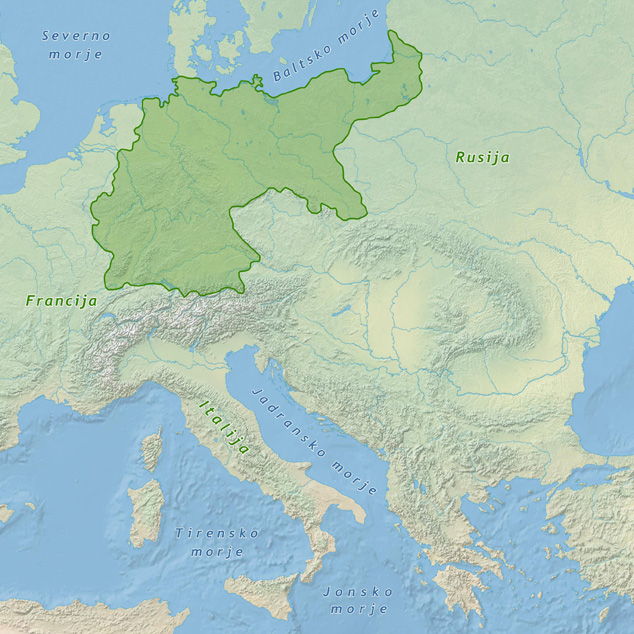 Severno
morje
Baltsko morje
Rusija
Francija
Italija
Jadransko morje
Tirensko
morje
Jonsko
morje